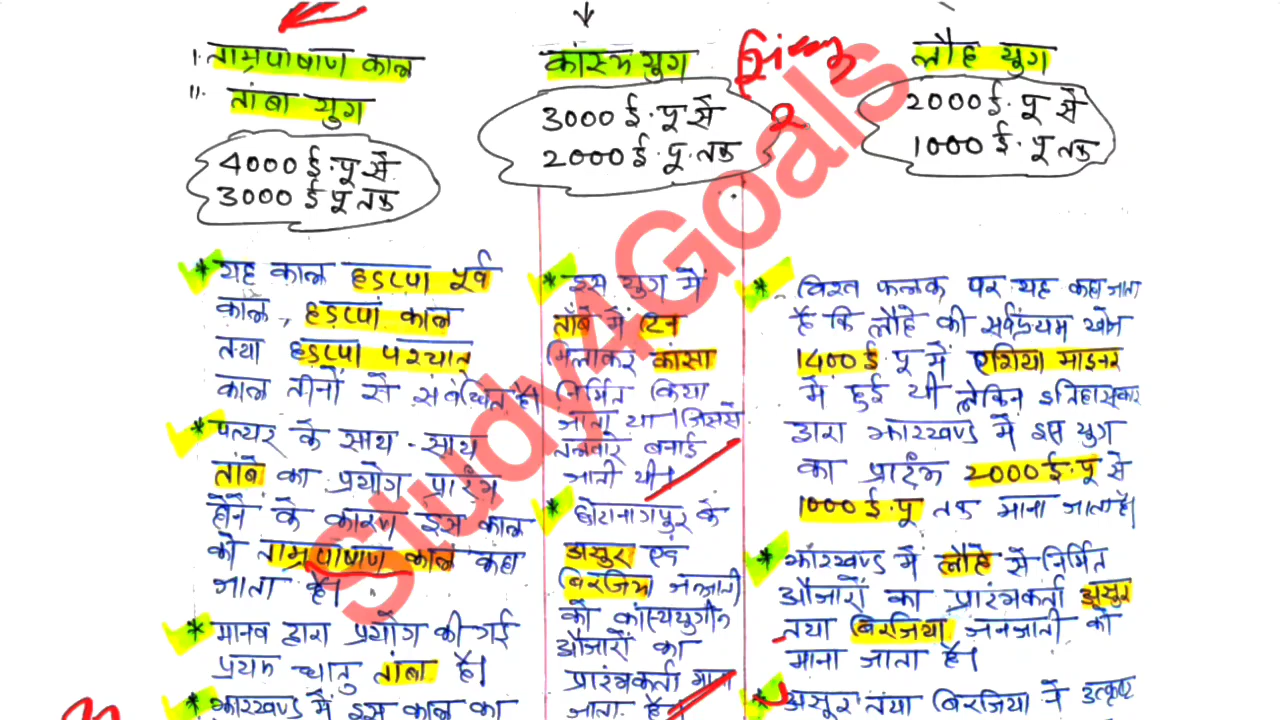 I. ताम्रपाषाण काल
II. तांबा युग
4000 ई.पू से
3000 ई पू तक
यह काल हड़प्पा पूर्व
काल, हड़प्पा काल
तथा हड़प्पा पश्चात्
काल तीनों से संबंधित है।
पत्थर के साथ-साथ
तांबे का प्रयोग प्रारंभ
होने के कारण इस काल
को ताम्रपाषाण काल कहा
जाता है।
मानव द्वारा प्रयोग की गई
प्रथम धातु तांबा है।
झारखण्ड में इस काल का
कांस्य युग
3000 ई.पू से
2000 ई.पू.तक
इस युग में
तांबे में टिन
मिलाकर कांसा
निर्मित किया
जाता था जिससे
तलवारे बनाई
जाती थी।
छोटानागपुर के
असुर एवं
बिरजिया जनजाती
को कांस्ययुगीन
औजारों का
प्रारंभकर्ता माना
जाता है।
2
लौह युग
2000 ई.पू से
1000 ई.पू तक
विश्व फलक पर यह कहा जाता
है कि लौहे की सर्वप्रथम खोज
1400 ई.पू में एशिया माइनर
में हुई थी लेकिन इतिहासकार
द्वारा झारखण्ड में इस युग
का प्रारंभ 2000 ई.पू से
1000 ई.पू तक माना जाता है।
झारखण्ड में लौहे से-निर्मित
औजारों का प्रारंभकर्ता असुर
तथा बिरजिया जनजाती को
माना जाता है।
असुर तथा बिरजिया ने उत्कृष्ट
Study4Goals